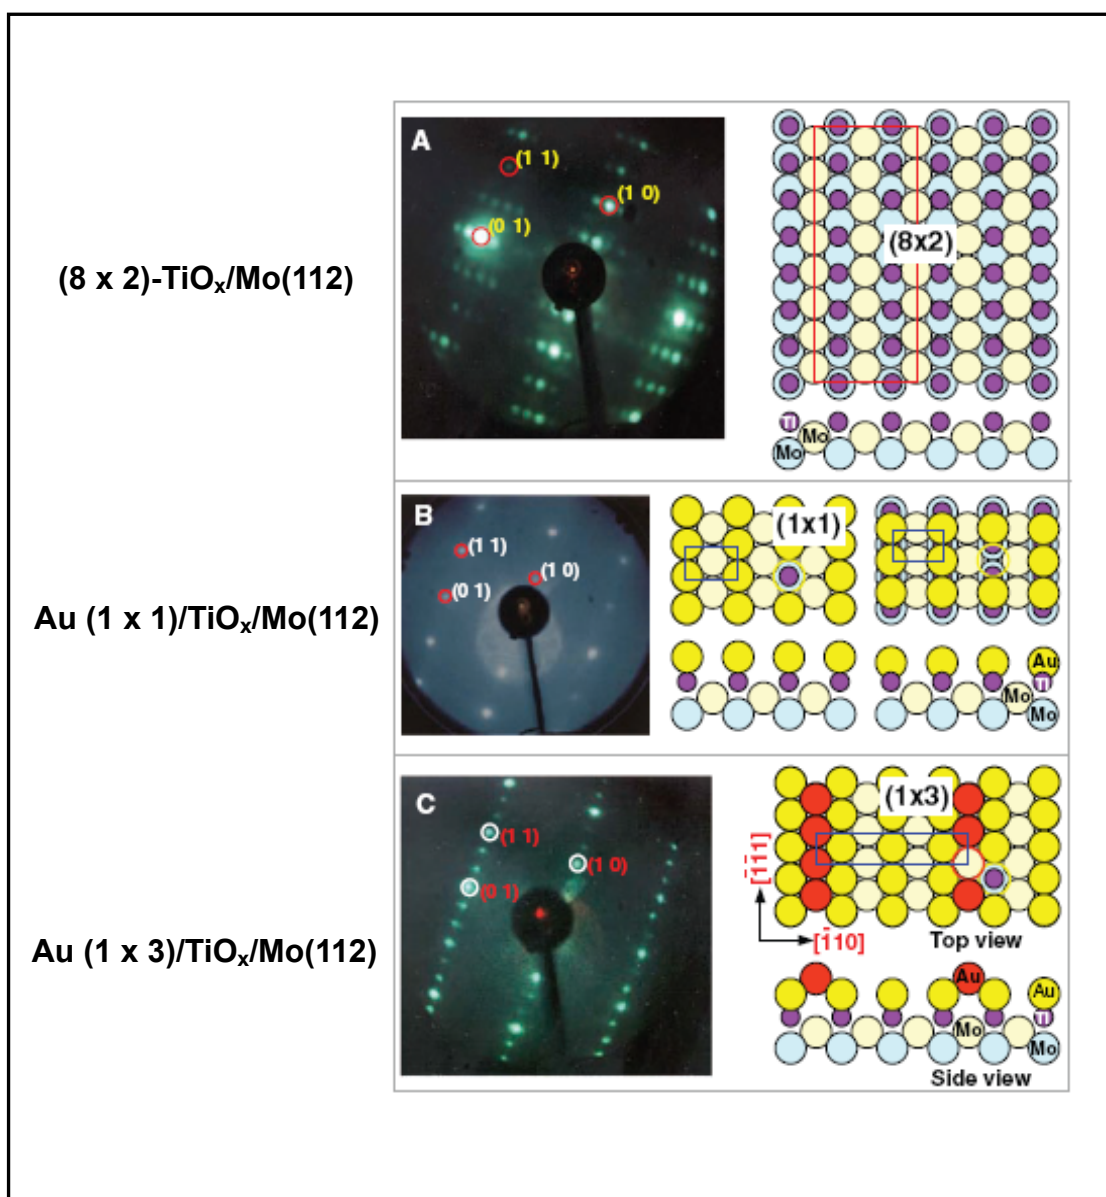 A
(1 1)
(1 0)
(0 1)
(8x2)
(8 x 2)-TiOₓ/Mo(112)
Ti
Mo
Mo
B
(1x1)
(1 1)
(1 0)
(0 1)
Au (1 x 1)/TiOₓ/Mo(112)
Au
Ti
Mo
Mo
C
(1x3)
(1 1)
(1 0)
(0 1)
[1̄1̄1]
[1̄10]
Top view
Au (1 x 3)/TiOₓ/Mo(112)
Au
Au
Ti
Mo
Mo
Side view